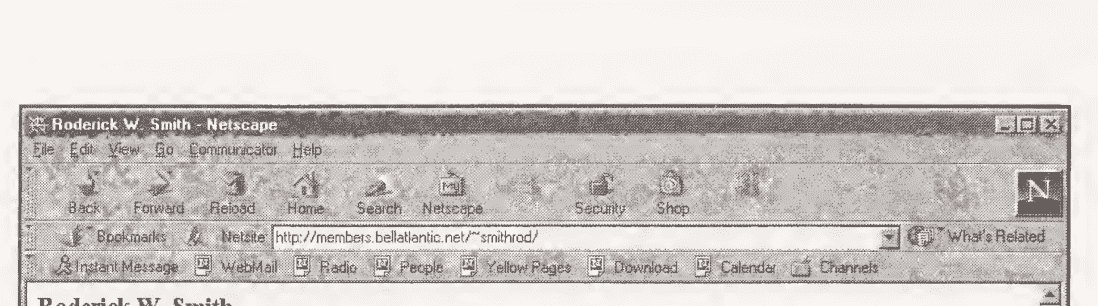 Roderick W. Smith - Netscape
File Edit View Go Communicator Help
My N
Back Forward Reload Home Search Netscape Security Shop
Bookmarks Netsite http://members.bellatlantic.net/~smithrod/ What's Related
Instant Message WebMail Radio People Yellow Pages Download Calendar Channels
Roderick W. Smith